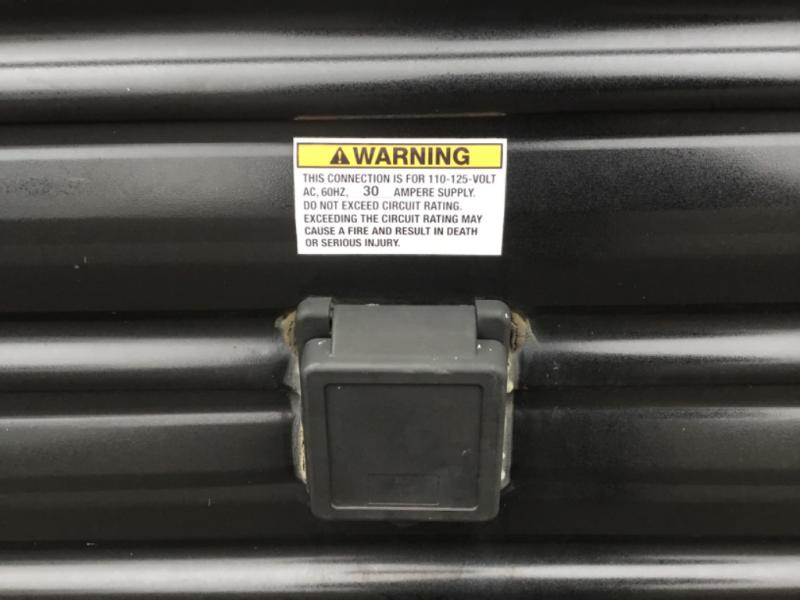 WARNING
THIS CONNECTION IS FOR 110-125-VOLT
AC, 60HZ, 30 AMPERE SUPPLY.
DO NOT EXCEED CIRCUIT RATING.
EXCEEDING THE CIRCUIT RATING MAY
CAUSE A FIRE AND RESULT IN DEATH
OR SERIOUS INJURY.